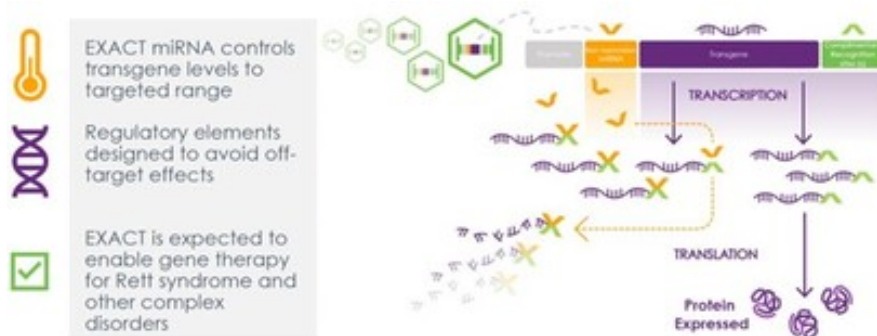 EXACT miRNA controls
transgene levels to
targeted range
Regulatory elements
designed to avoid off-
target effects
EXACT is expected to
enable gene therapy
for Rett syndrome and
other complex
disorders
Promoter
Transgene
TRANSCRIPTION
TRANSLATION
Protein
Expressed